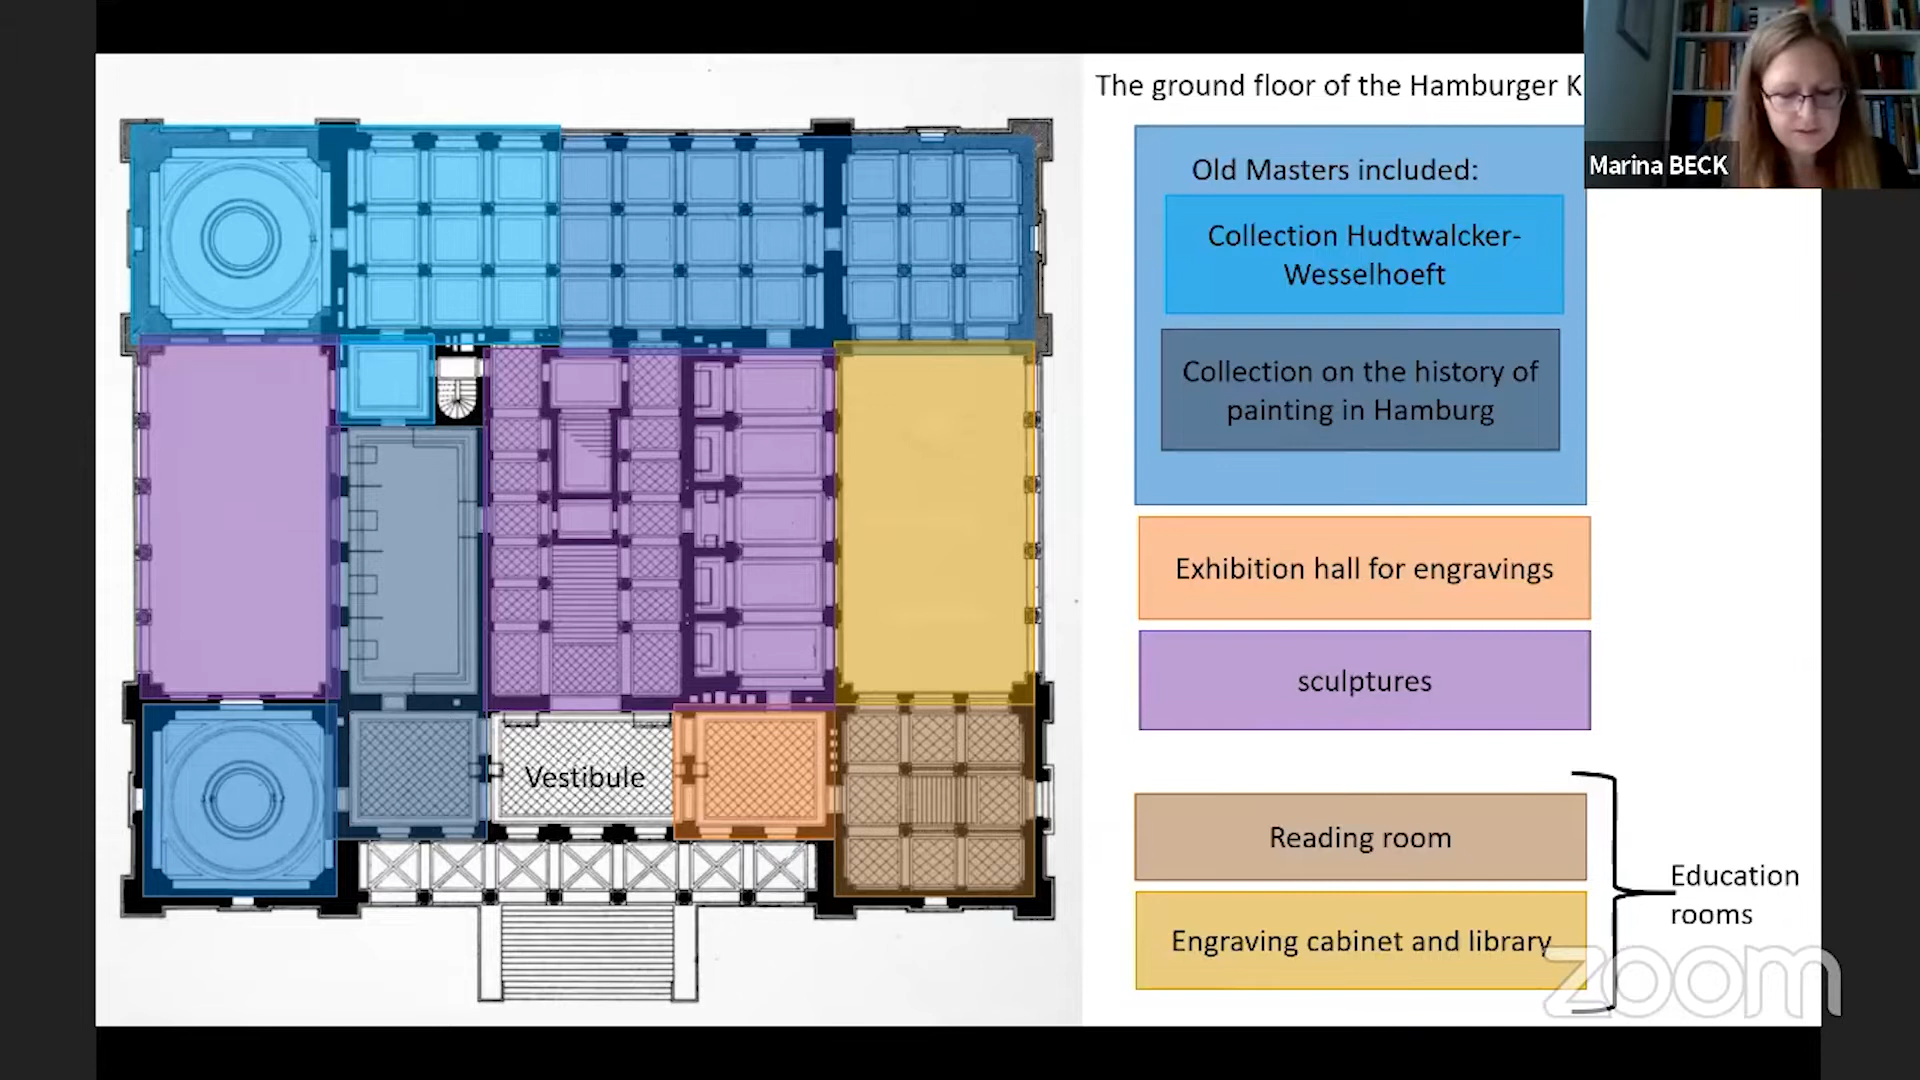 The ground floor of the Hamburger K
Marina BECK
Old Masters included:
Collection Hudtwalcker-
Wesselhoeft
Collection on the history of
painting in Hamburg
Exhibition hall for engravings
sculptures
Vestibule
Reading room
Engraving cabinet and library
Education
rooms
zoom